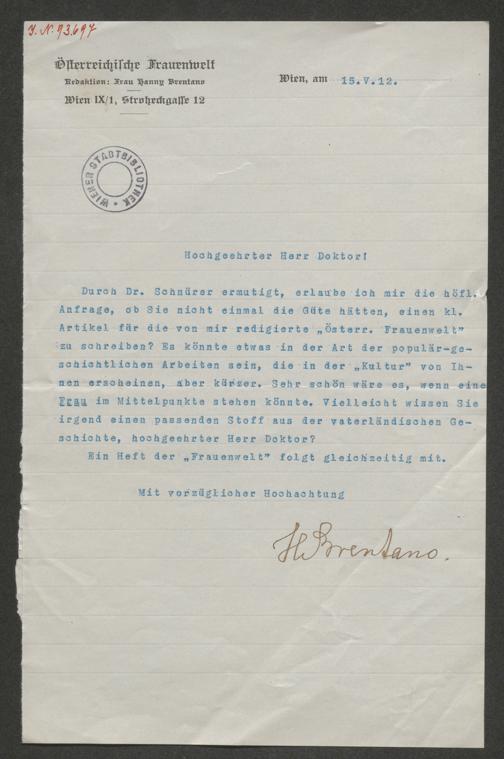 J. N. 93.697
Österreichische Frauenwelt
Redaktion: Frau Hanny Brentano
Wien IX/1, Stroheckgasse 12
Wien, am 15.V.12.
WIENER STADTBIBLIOTHEK
Hochgeehrter Herr Doktor!
Durch Dr. Schnürer ermutigt, erlaube ich mir die höfl.
Anfrage, ob Sie nicht einmal die Güte hätten, einen kl.
Artikel für die von mir redigierte „Österr. Frauenwelt"
zu schreiben? Es könnte etwas in der Art der populär-ge-
schichtlichen Arbeiten sein, die in der „Kultur" von Ih-
nen erscheinen, aber kürzer. Sehr schön wäre es, wenn eine
Frau im Mittelpunkte stehen könnte. Vielleicht wissen Sie
irgend einen passenden Stoff aus der vaterländischen Ge-
schichte, hochgeehrter Herr Doktor?
Ein Heft der „Frauenwelt" folgt gleichzeitig mit.
Mit vorzüglicher Hochachtung
H Brentano.